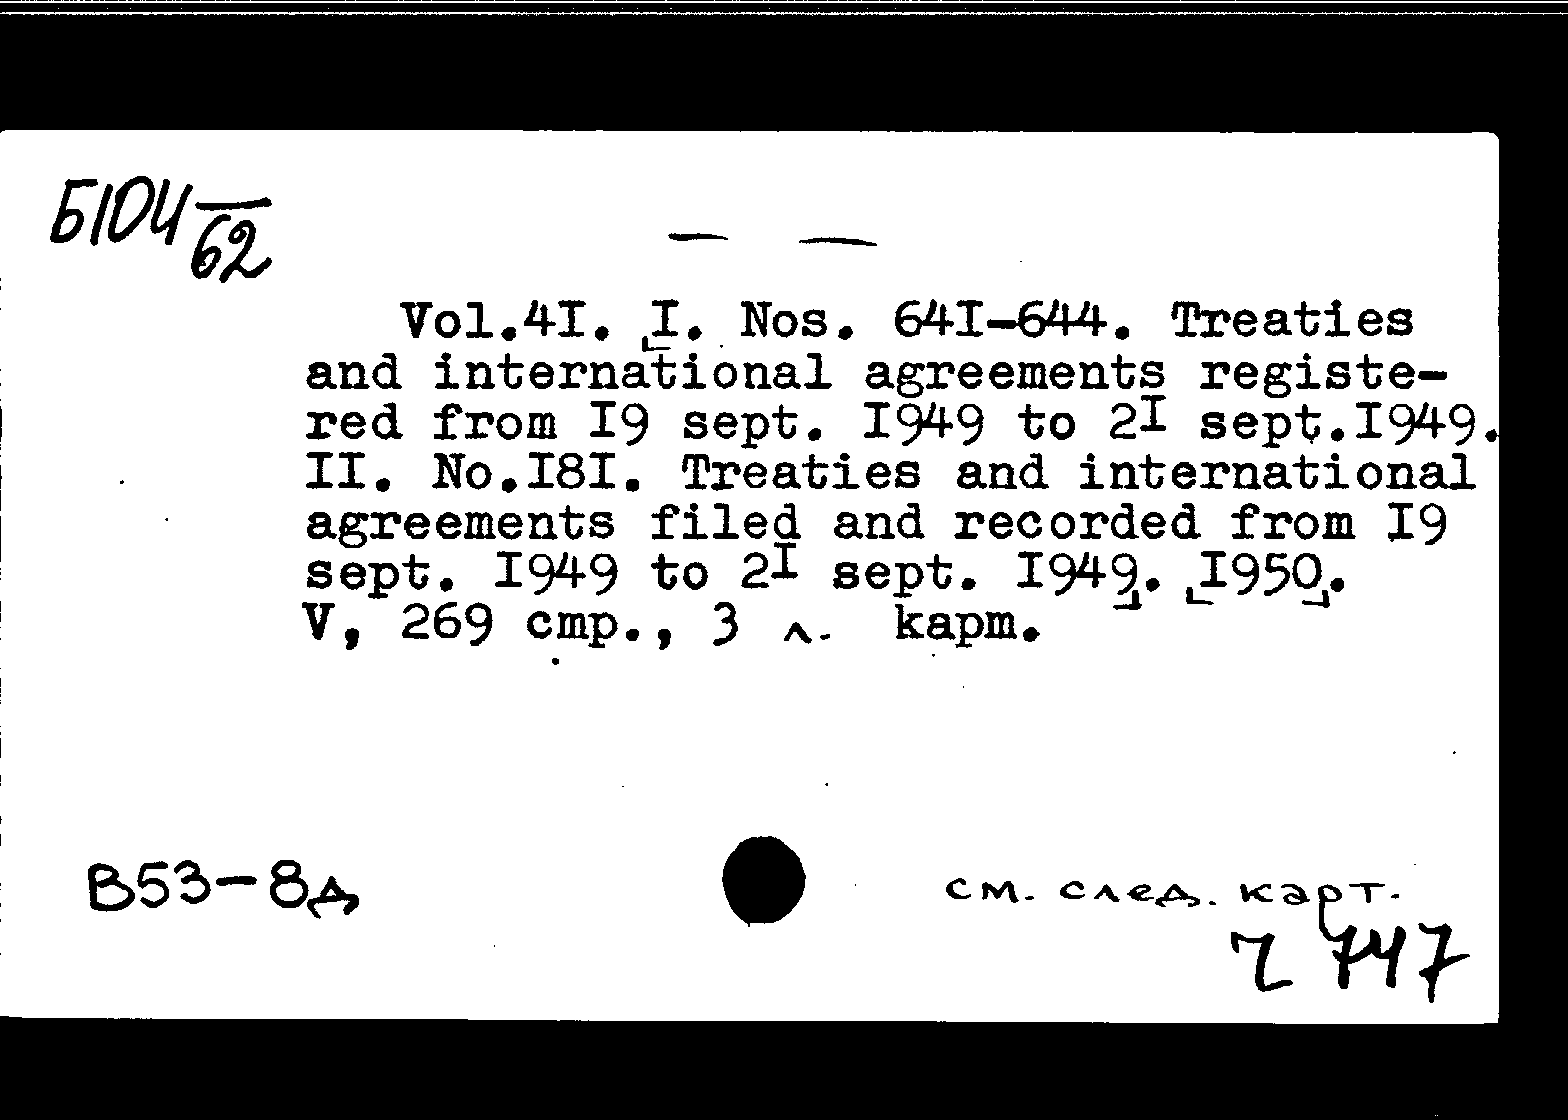 Б104
62
— —
Vol.4I. I. Nos. 64I-644. Treaties
and international agreements registe-
red from I9 sept. I949 to 2I sept.I949.
II. No.I8I. Treaties and international
agreements filed and recorded from I9
sept. I949 to 2I sept. I949. I950.
V, 269 cmp., 3 л. kapm.
В53-8д
см. след. карт.
747